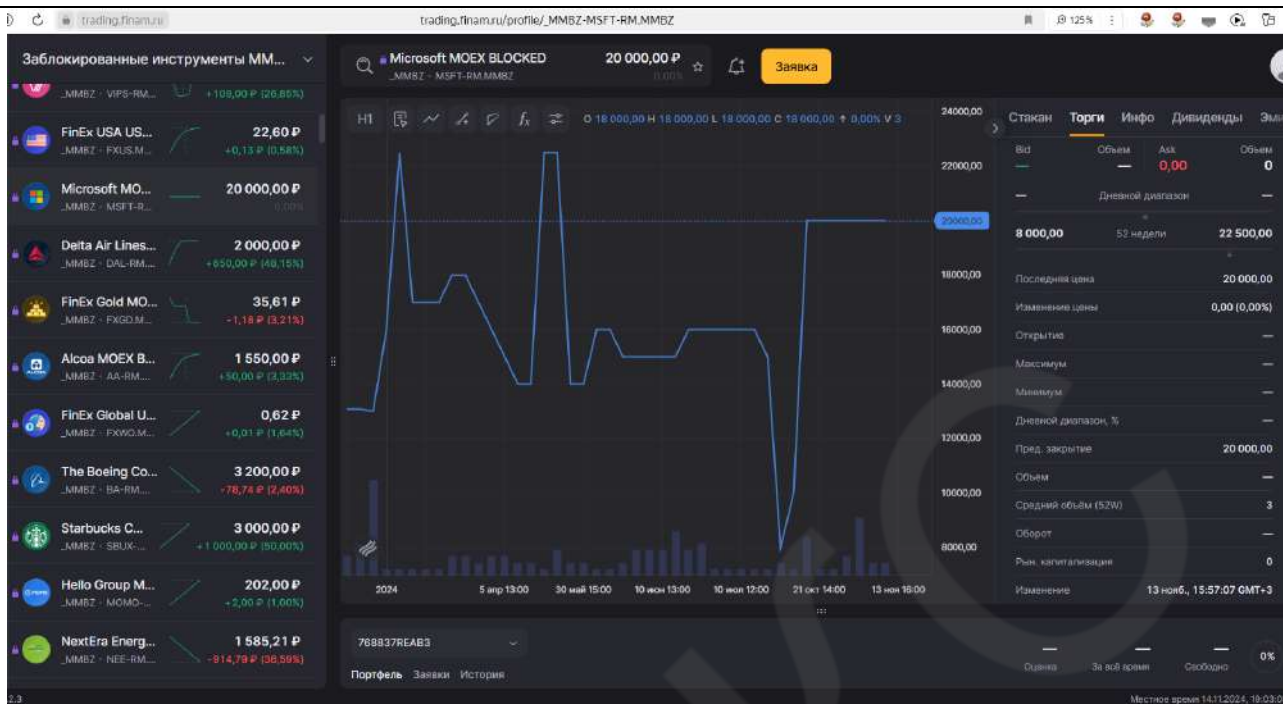 trading.finam.ru
trading.finam.ru/profile/_MMBZ-MSFT-RM.MMBZ
125%
Заблокированные инструменты MM...
_MMBZ · VIPS-RM...
+109,00 ₽ (26,85%)
FinEx USA US...
22,60 ₽
_MMBZ · FXUS.M...
+0,13 ₽ (0,58%)
Microsoft MO...
20 000,00 ₽
_MMBZ · MSFT-R...
0,00%
Delta Air Lines...
2 000,00 ₽
_MMBZ · DAL-RM....
+650,00 ₽ (48,15%)
FinEx Gold MO...
35,61 ₽
_MMBZ · FXGD.M...
-1,18 ₽ (3,21%)
Alcoa MOEX B...
1 550,00 ₽
_MMBZ · AA-RM....
+50,00 ₽ (3,33%)
FinEx Global U...
0,62 ₽
_MMBZ · FXWO.M...
+0,01 ₽ (1,64%)
The Boeing Co...
3 200,00 ₽
_MMBZ · BA-RM....
-78,74 ₽ (2,40%)
Starbucks C...
3 000,00 ₽
_MMBZ · SBUX-...
+1 000,00 ₽ (50,00%)
Hello Group M...
202,00 ₽
_MMBZ · MOMO-...
+2,00 ₽ (1,00%)
NextEra Energ...
1 585,21 ₽
_MMBZ · NEE-RM....
-914,79 ₽ (36,59%)
2.3
Microsoft MOEX BLOCKED
20 000,00 ₽
_MMBZ · MSFT-RM.MMBZ
0,00%
Заявка
H1
O 18 000,00 H 18 000,00 L 18 000,00 C 18 000,00 0,00% V 3
24000,00
22000,00
20000,00
18000,00
16000,00
14000,00
12000,00
10000,00
8000,00
2024
5 апр 13:00
30 май 15:00
10 июн 13:00
10 июл 12:00
21 окт 14:00
13 ноя 16:00
768837REAB3
Портфель Заявки История
Стакан Торги Инфо Дивиденды Эми
Bid Объем Ask Объем
— — 0,00 0
— Дневной диапазон —
8 000,00 52 недели 22 500,00
Последняя цена 20 000,00
Изменение цены 0,00 (0,00%)
Открытие —
Максимум —
Минимум —
Дневной диапазон, % —
Пред. закрытие 20 000,00
Объём —
Средний объём (52W) 3
Оборот —
Рын. капитализация 0
Изменение 13 нояб., 15:57:07 GMT+3
— — —
Оценка За всё время Свободно
0%
Местное время 14.11.2024, 19:03:0